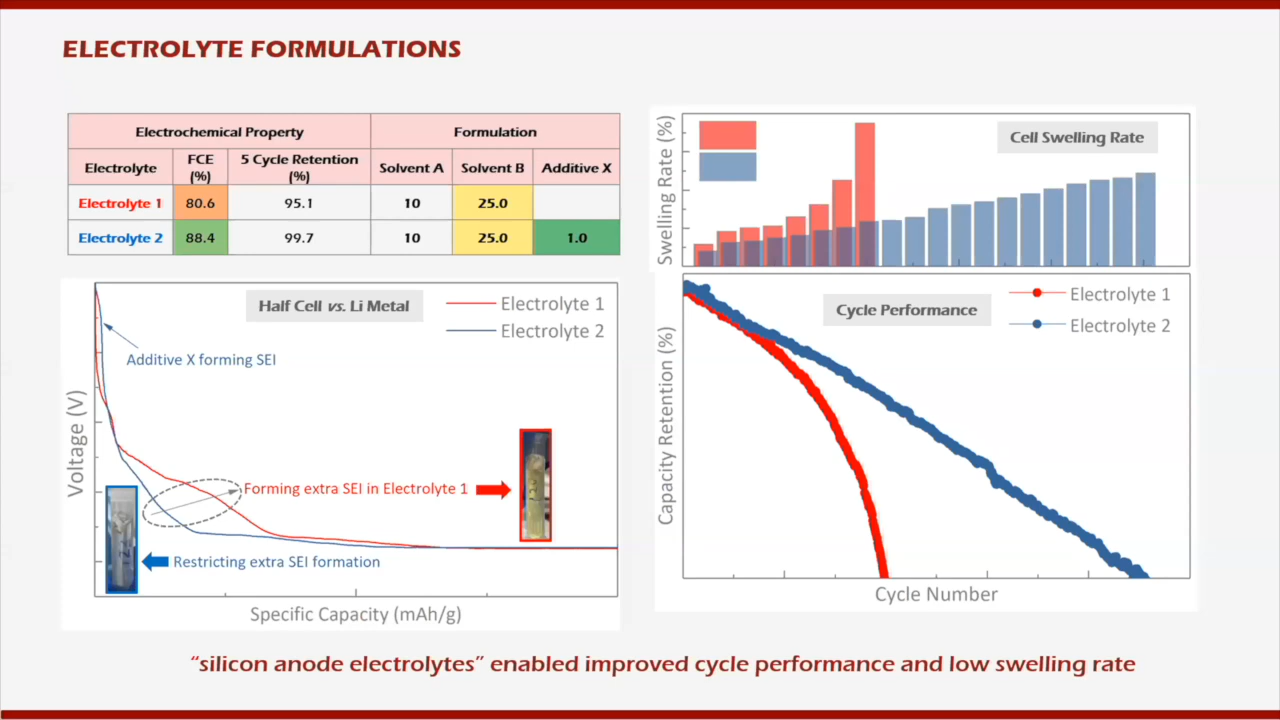 ELECTROLYTE FORMULATIONS
Electrochemical Property Formulation
Electrolyte FCE (%) 5 Cycle Retention (%) Solvent A Solvent B Additive X
Electrolyte 1 80.6 95.1 10 25.0
Electrolyte 2 88.4 99.7 10 25.0 1.0
Half Cell vs. Li Metal
Electrolyte 1
Electrolyte 2
Additive X forming SEI
Voltage (V)
Forming extra SEI in Electrolyte 1
Restricting extra SEI formation
Specific Capacity (mAh/g)
Swelling Rate (%)
Cell Swelling Rate
Capacity Retention (%)
Cycle Performance
Electrolyte 1
Electrolyte 2
Cycle Number
“silicon anode electrolytes” enabled improved cycle performance and low swelling rate